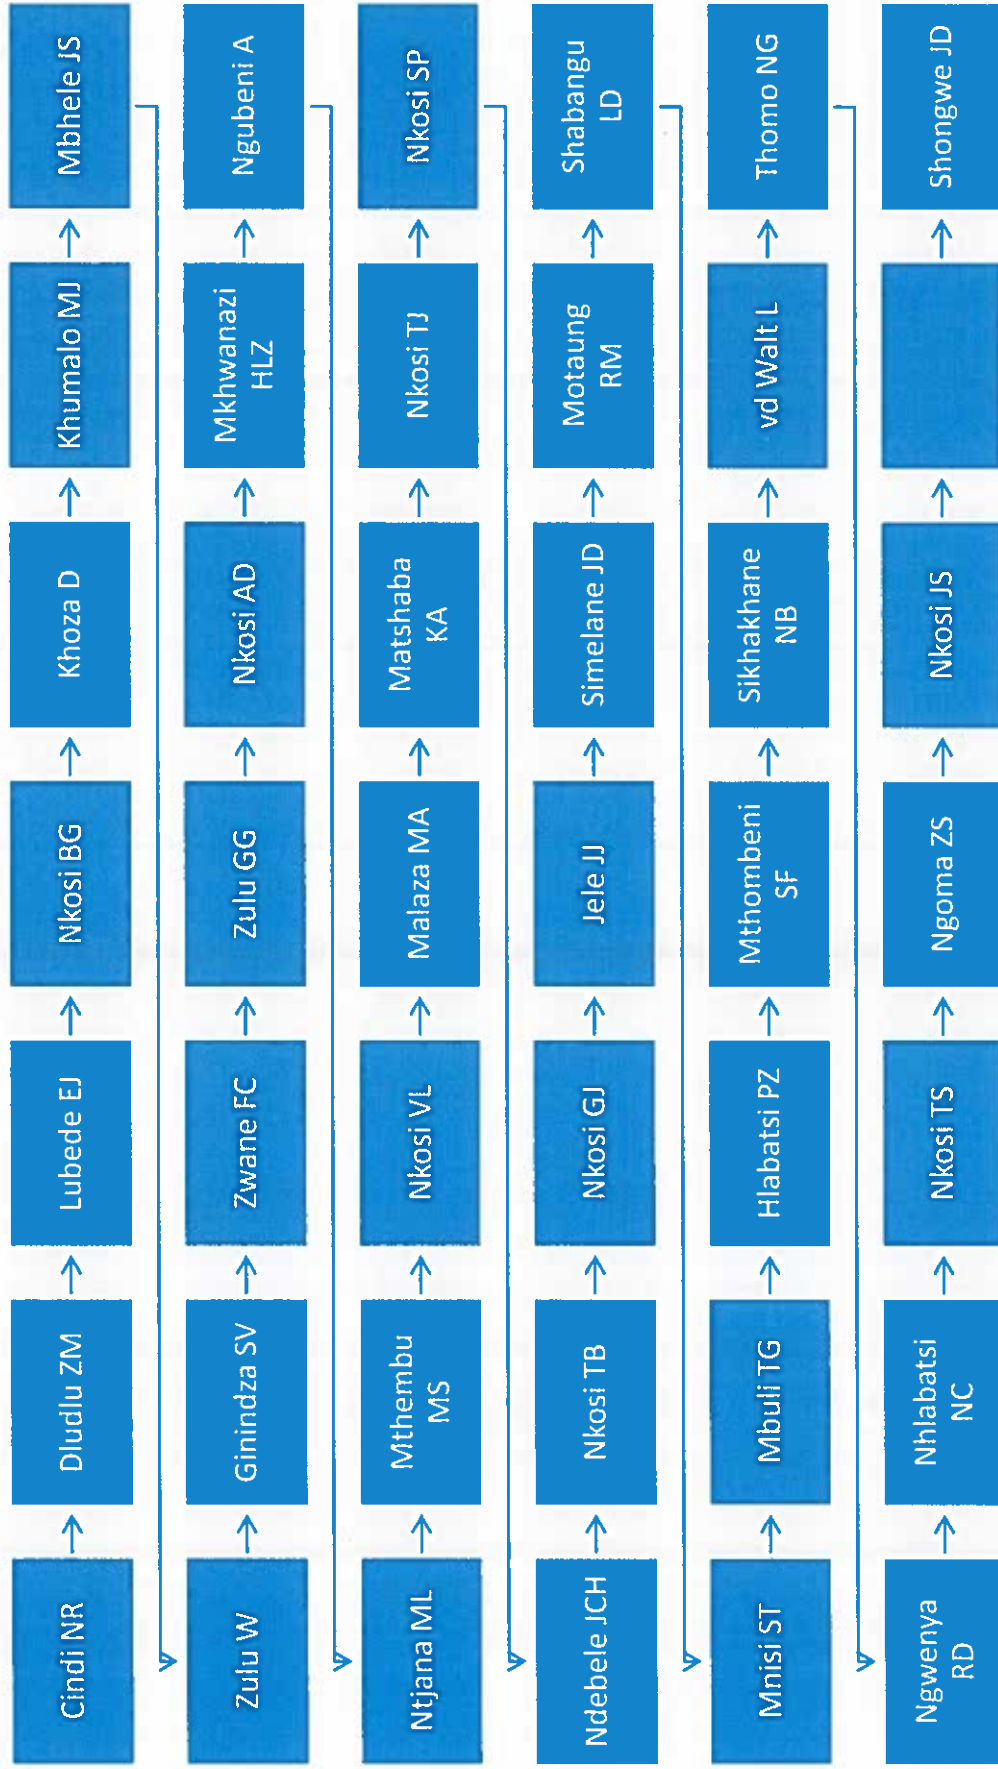 Cindi NR
Dludlu ZM
Lubede EJ
Nkosi BG
Khoza D
Khumalo MJ
Mbhele JS
Zulu W
Ginindza SV
Zwane FC
Zulu GG
Nkosi AD
Mkhwanazi
HLZ
Ngubeni A
Ntjana ML
Mthembu
MS
Nkosi VL
Malaza MA
Matshaba
KA
Nkosi TJ
Nkosi SP
Ndebele JCH
Nkosi TB
Nkosi GJ
Jele JJ
Simelane JD
Motaung
RM
Shabangu
LD
Mnisi ST
Mbuli TG
Hlabatsi PZ
Mthombeni
SF
Sikhakhane
NB
vd Walt L
Thomo NG
Ngwenya
RD
Nhlabatsi
NC
Nkosi TS
Ngoma ZS
Nkosi JS
Shongwe JD